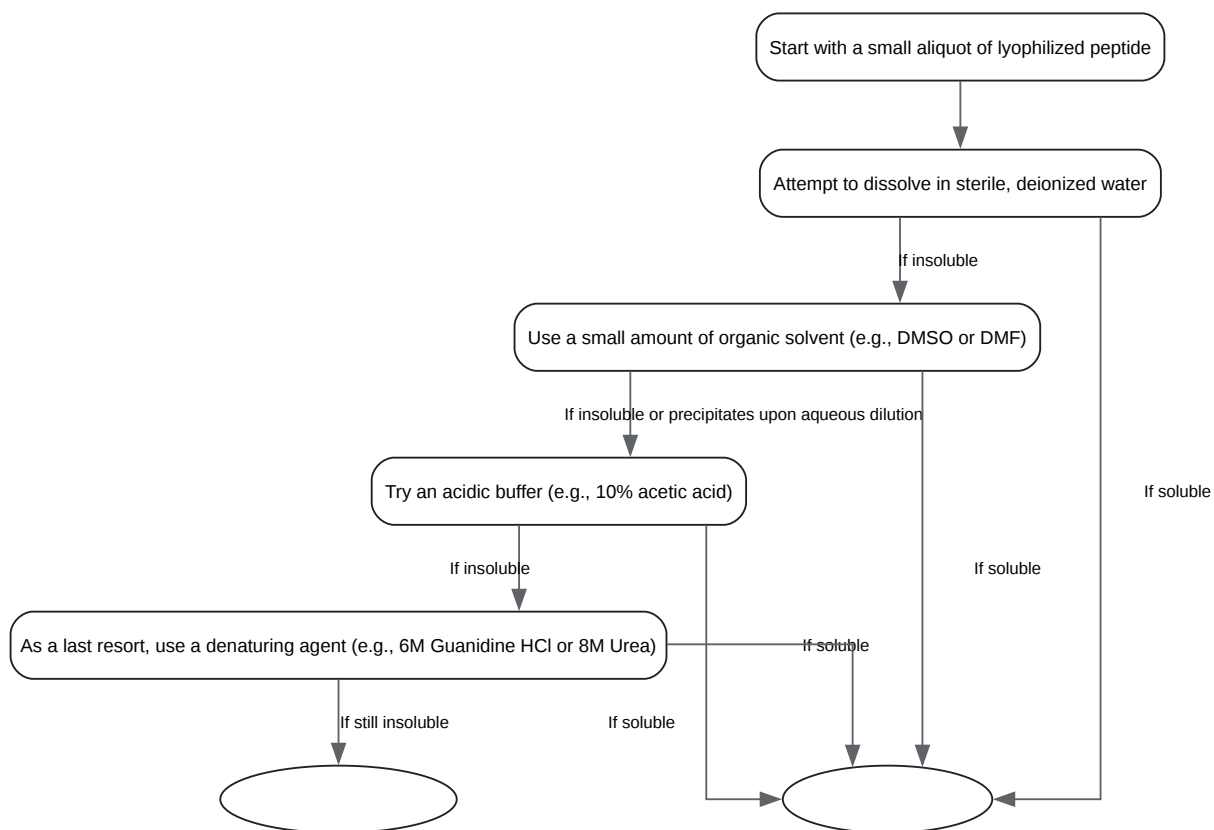 Start with a small aliquot of lyophilized peptide
Attempt to dissolve in sterile, deionized water
If insoluble
Use a small amount of organic solvent (e.g., DMSO or DMF)
If insoluble or precipitates upon aqueous dilution
Try an acidic buffer (e.g., 10% acetic acid)
If soluble
If insoluble
If soluble
As a last resort, use a denaturing agent (e.g., 6M Guanidine HCl or 8M Urea)
If soluble
If still insoluble
If soluble